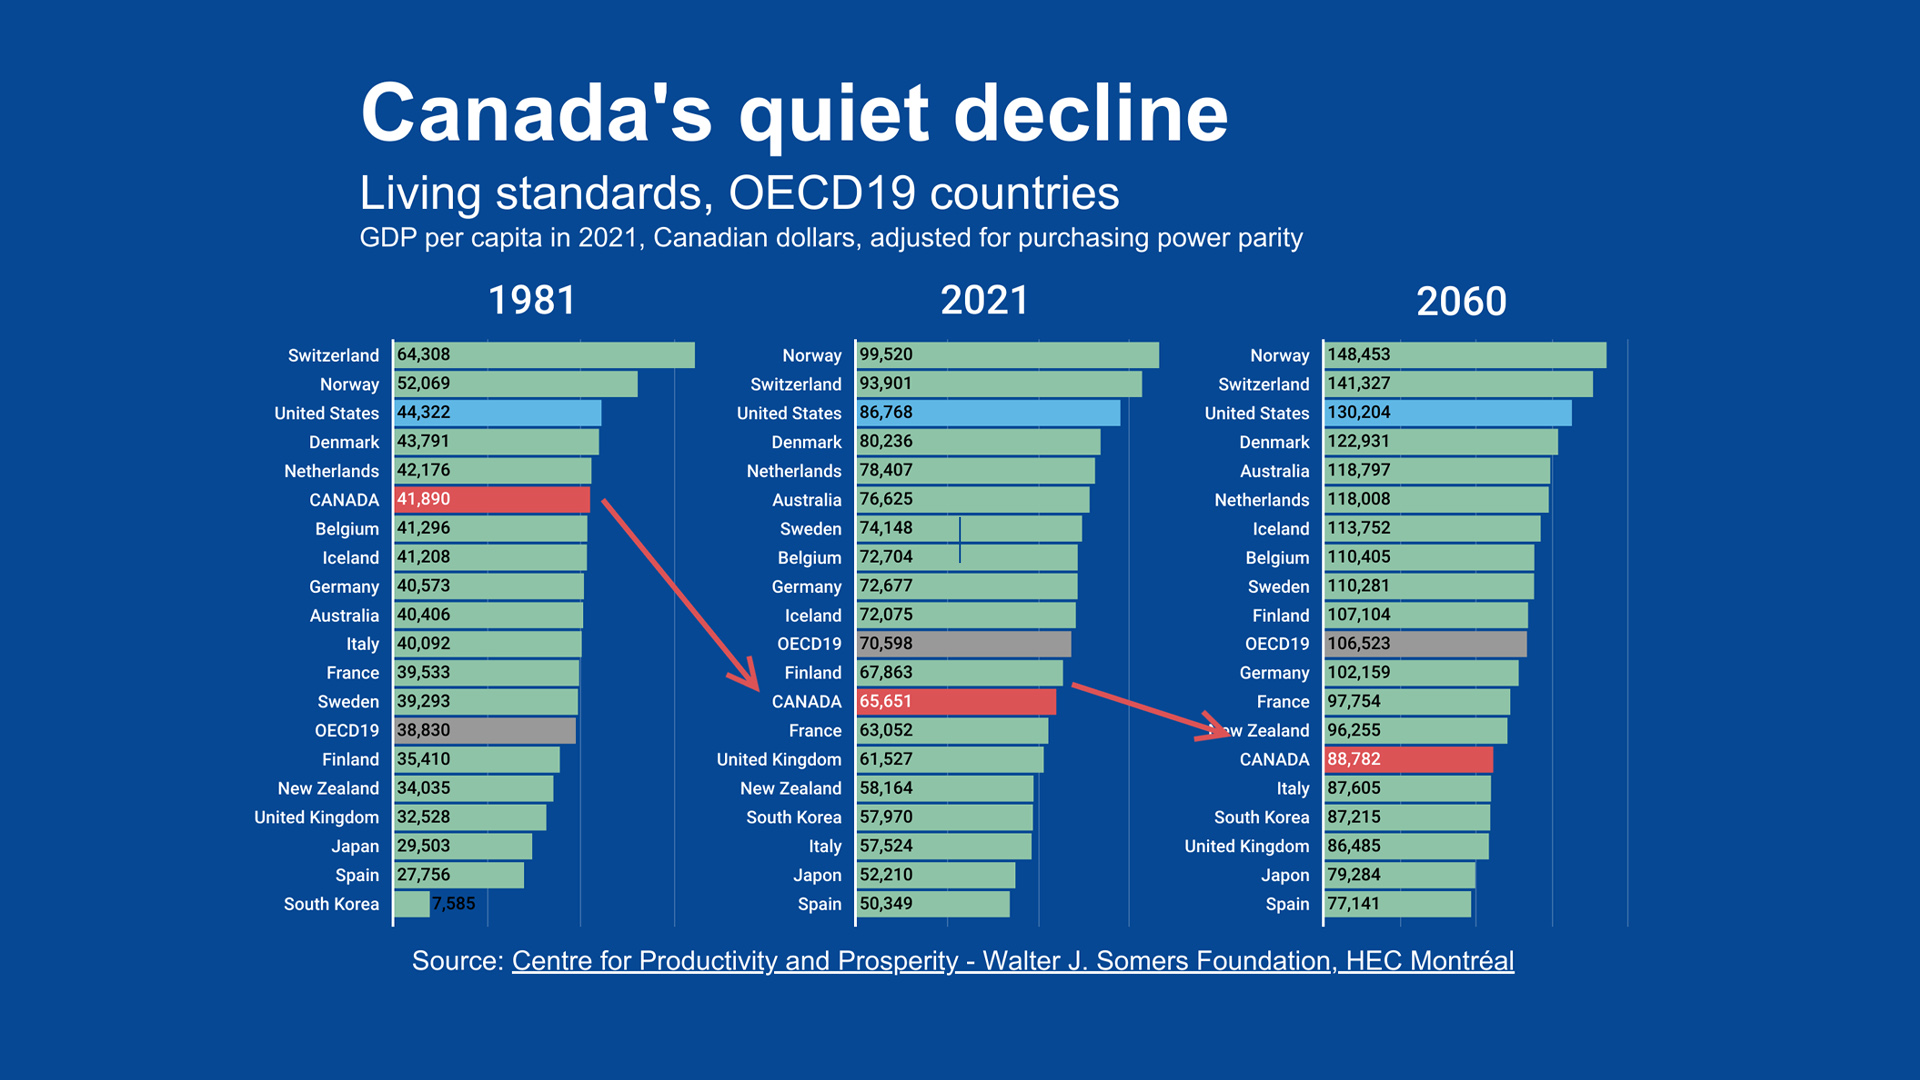 Canada's quiet decline
Living standards, OECD19 countries
GDP per capita in 2021, Canadian dollars, adjusted for purchasing power parity
1981
Switzerland 64,308
Norway 52,069
United States 44,322
Denmark 43,791
Netherlands 42,176
CANADA 41,890
Belgium 41,296
Iceland 41,208
Germany 40,573
Australia 40,406
Italy 40,092
France 39,533
Sweden 39,293
OECD19 38,830
Finland 35,410
New Zealand 34,035
United Kingdom 32,528
Japan 29,503
Spain 27,756
South Korea 7,585
2021
Norway 99,520
Switzerland 93,901
United States 86,768
Denmark 80,236
Netherlands 78,407
Australia 76,625
Sweden 74,148
Belgium 72,704
Germany 72,677
Iceland 72,075
OECD19 70,598
Finland 67,863
CANADA 65,651
France 63,052
United Kingdom 61,527
New Zealand 58,164
South Korea 57,970
Italy 57,524
Japon 52,210
Spain 50,349
2060
Norway 148,453
Switzerland 141,327
United States 130,204
Denmark 122,931
Australia 118,797
Netherlands 118,008
Iceland 113,752
Belgium 110,405
Sweden 110,281
Finland 107,104
OECD19 106,523
Germany 102,159
France 97,754
New Zealand 96,255
CANADA 88,782
Italy 87,605
South Korea 87,215
United Kingdom 86,485
Japon 79,284
Spain 77,141
Source: Centre for Productivity and Prosperity - Walter J. Somers Foundation, HEC Montréal